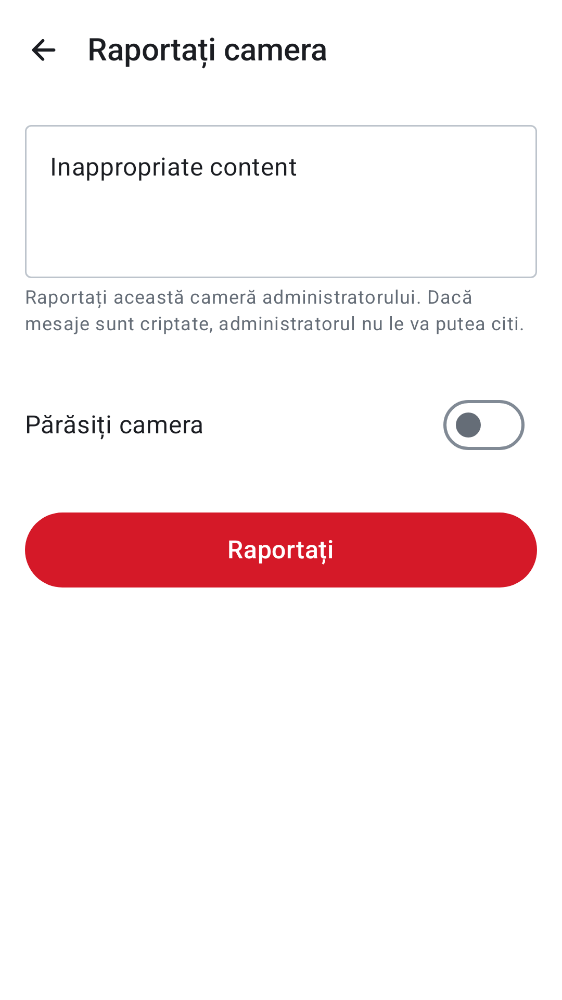 Raportați camera
Inappropriate content
Raportați această cameră administratorului. Dacă
mesaje sunt criptate, administratorul nu le va putea citi.
Părăsiți camera
Raportați